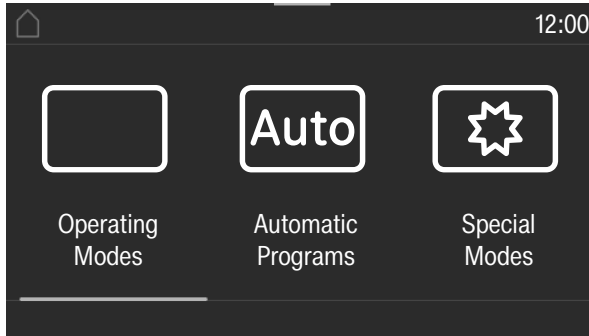 12:00
Auto
Operating
Modes
Automatic
Programs
Special
Modes